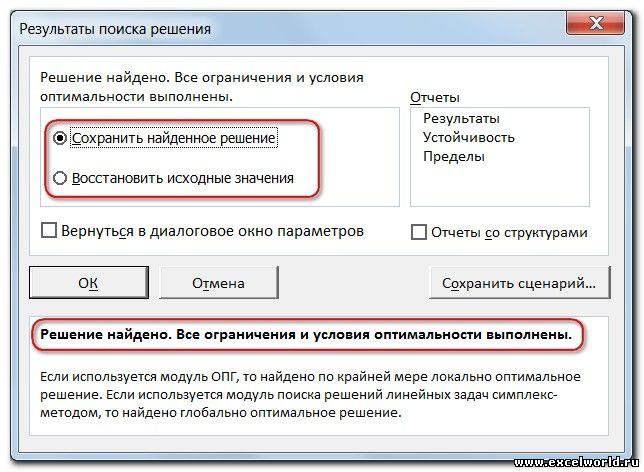 Результаты поиска решения
Решение найдено. Все ограничения и условия
оптимальности выполнены.
Сохранить найденное решение
Восстановить исходные значения
Отчеты
Результаты
Устойчивость
Пределы
Вернуться в диалоговое окно параметров
Отчеты со структурами
ОК
Отмена
Сохранить сценарий...
Решение найдено. Все ограничения и условия оптимальности выполнены.
Если используется модуль ОПГ, то найдено по крайней мере локально оптимальное
решение. Если используется модуль поиска решений линейных задач симплекс-
методом, то найдено глобально оптимальное решение.
www.excelworld.ru